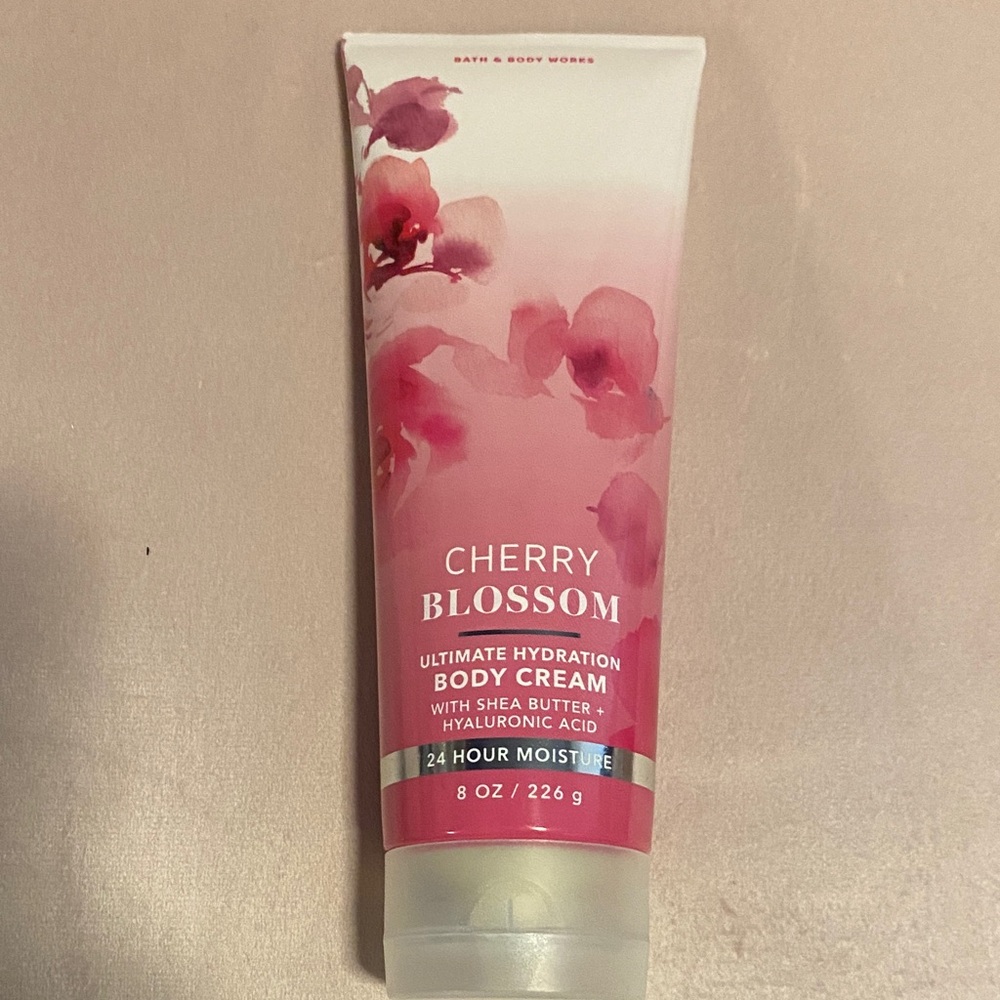 BATH & BODY WORKS
CHERRY
BLOSSOM
ULTIMATE HYDRATION
BODY CREAM
WITH SHEA BUTTER +
HYALURONIC ACID
24 HOUR MOISTURE
8 OZ / 226 g